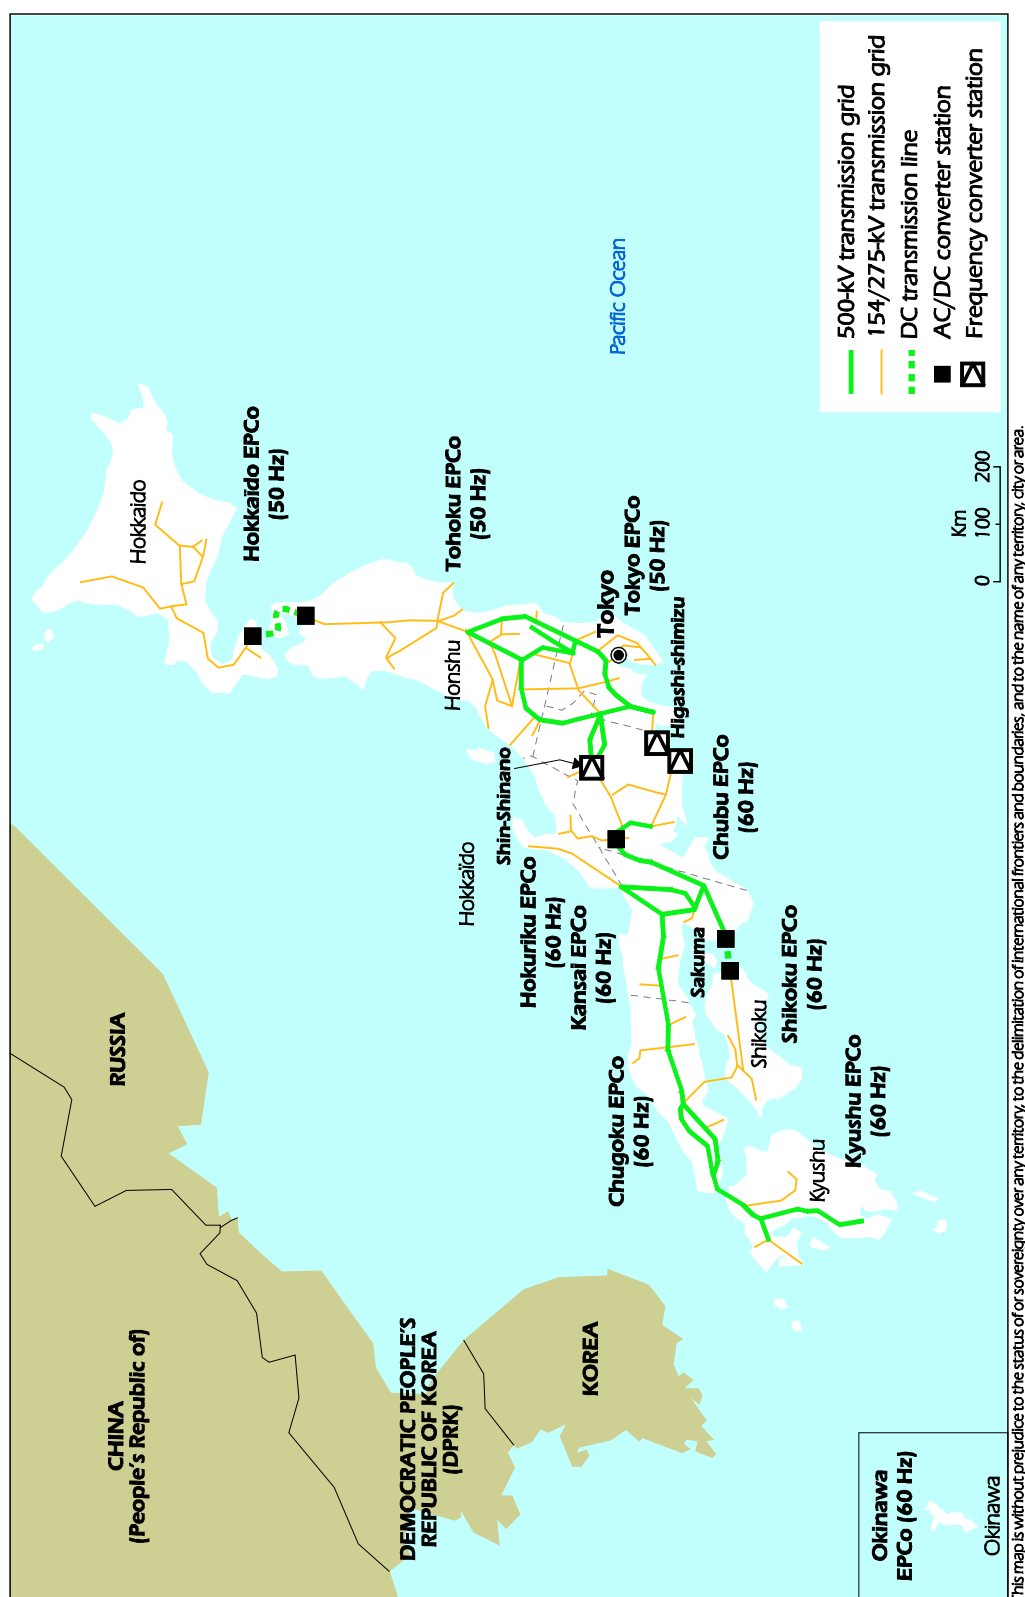 500-kV transmission grid
154/275-kV transmission grid
DC transmission line
AC/DC converter station
Frequency converter station
Km
0 100 200
Pacific Ocean
Hokkaido
Hokkaïdo EPCo
(50 Hz)
Tohoku EPCo
(50 Hz)
Honshu
Tokyo
Tokyo EPCo
(50 Hz)
Higashi-shimizu
Shin-Shinano
Chubu EPCo
(60 Hz)
Hokkaïdo
Hokuriku EPCo
(60 Hz)
Kansai EPCo
(60 Hz)
Sakuma
Shikoku EPCo
(60 Hz)
Shikoku
Chugoku EPCo
(60 Hz)
Kyushu EPCo
(60 Hz)
Kyushu
RUSSIA
CHINA
(People's Republic of)
DEMOCRATIC PEOPLE'S
REPUBLIC OF KOREA
(DPRK)
KOREA
Okinawa
EPCo (60 Hz)
Okinawa
This map is without prejudice to the status of or sovereignty over any territory, to the delimitation of international frontiers and boundaries, and to the name of any territory, city or area.